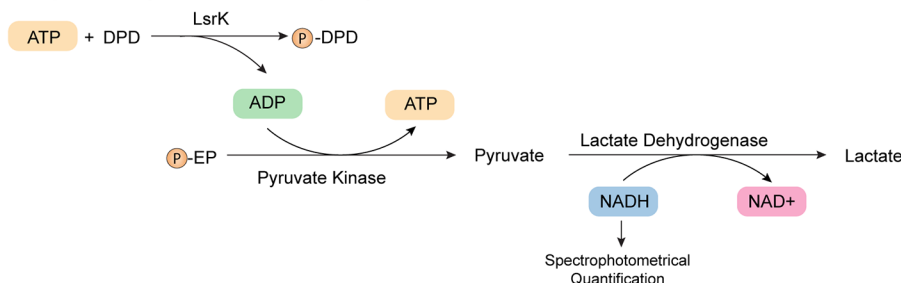 LsrK
ATP + DPD
P-DPD
ADP
ATP
P-EP
Pyruvate Kinase
Pyruvate
Lactate Dehydrogenase
Lactate
NADH
NAD+
Spectrophotometrical
Quantification